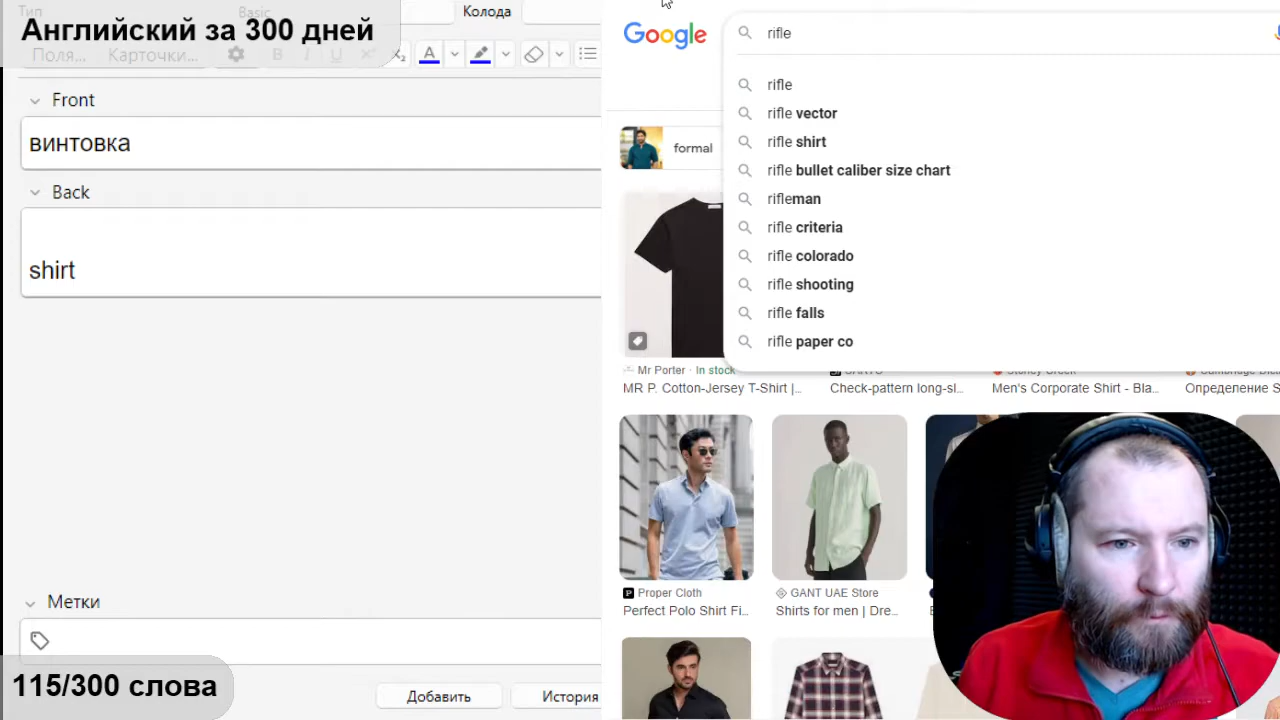 Тип
Basic
Колода
Английский за 300 дней
Поля...
Карточки...
B
I
U
X₂
A
Front
винтовка
Back
shirt
Метки
115/300 слова
Добавить
История
Google
rifle
rifle
rifle vector
rifle shirt
rifle bullet caliber size chart
rifleman
rifle criteria
rifle colorado
rifle shooting
rifle falls
rifle paper co
formal
Mr Porter · In stock
MR P. Cotton-Jersey T-Shirt |...
Check-pattern long-sl...
Men's Corporate Shirt - Bla...
Определение S
Proper Cloth
Perfect Polo Shirt Fi...
GANT UAE Store
Shirts for men | Dre...